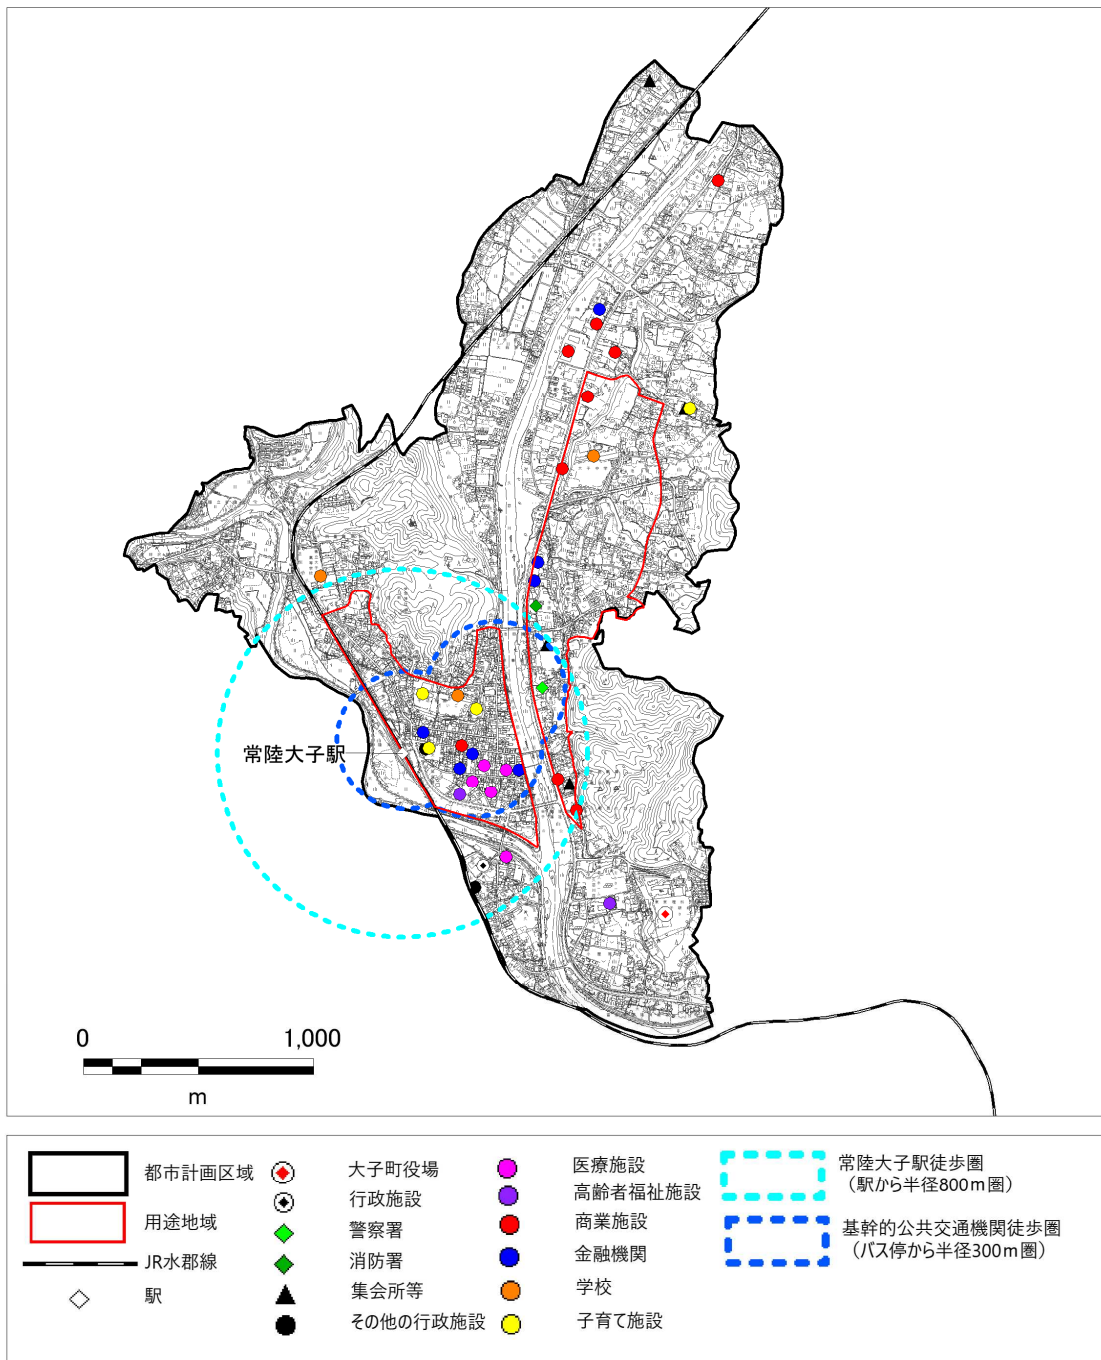 常陸大子駅
0 1,000
m
都市計画区域
用途地域
JR水郡線
駅
大子町役場
行政施設
警察署
消防署
集会所等
その他の行政施設
医療施設
高齢者福祉施設
商業施設
金融機関
学校
子育て施設
常陸大子駅徒歩圏
（駅から半径800m圏）
基幹的公共交通機関徒歩圏
（バス停から半径300m圏）